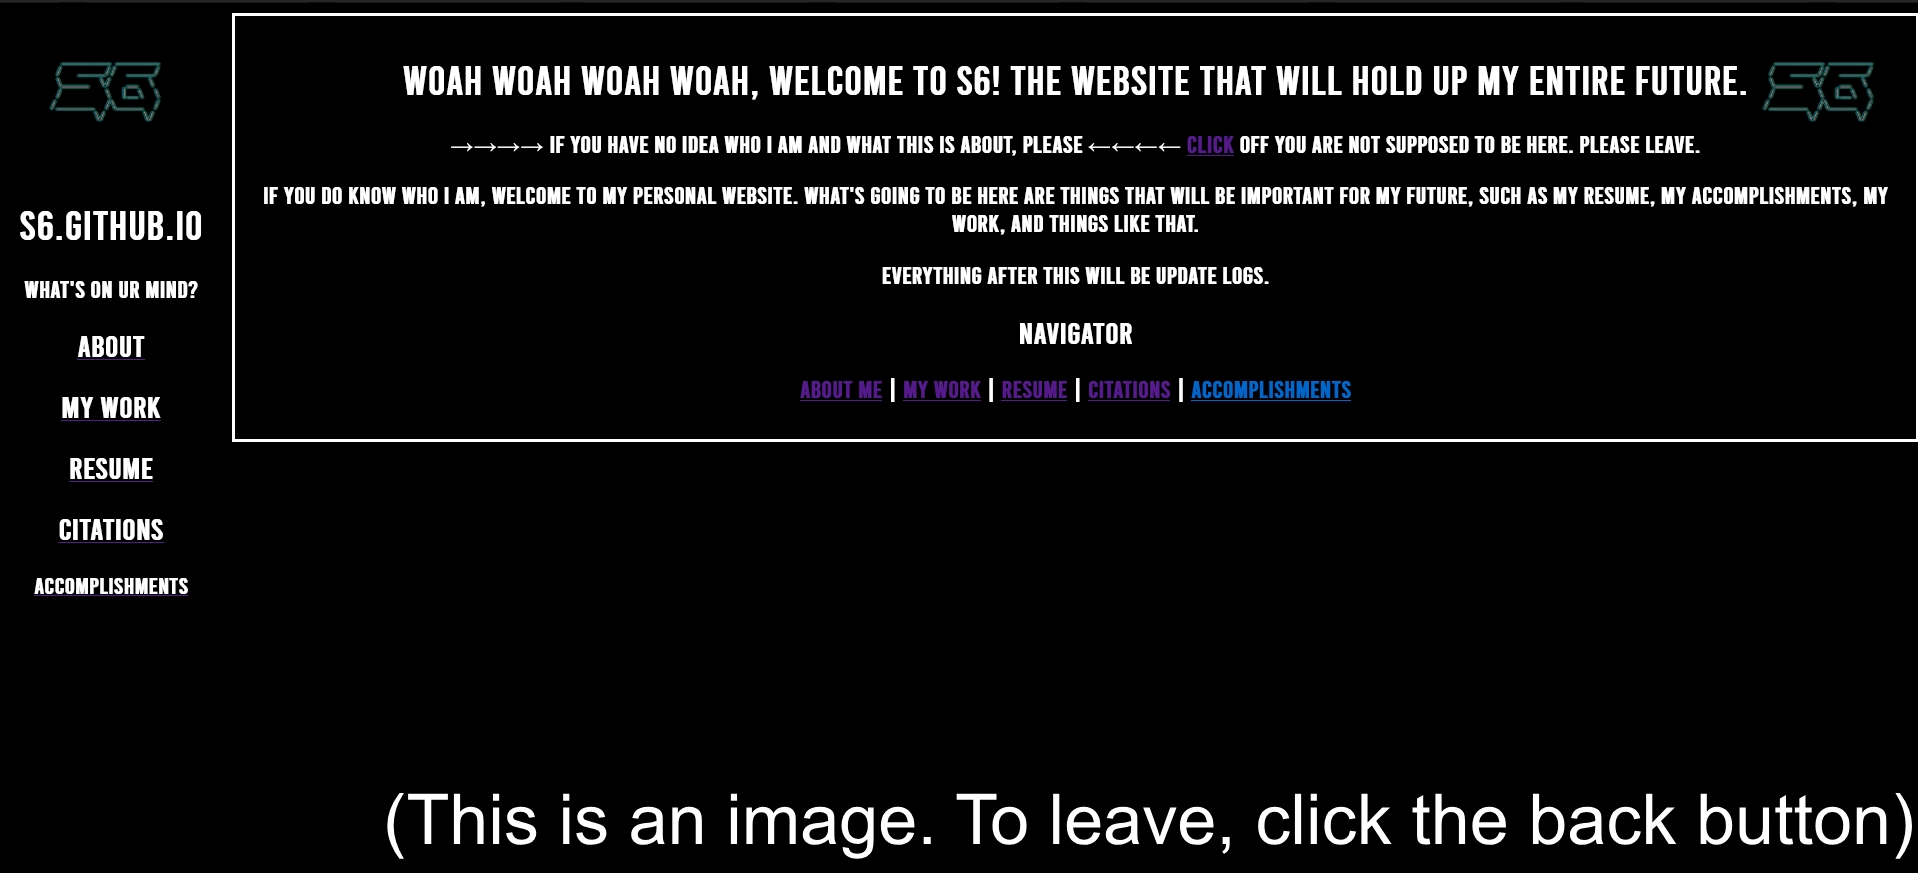 S6
S6.GITHUB.IO
WHAT'S ON UR MIND?
ABOUT
MY WORK
RESUME
CITATIONS
ACCOMPLISHMENTS
WOAH WOAH WOAH WOAH, WELCOME TO S6! THE WEBSITE THAT WILL HOLD UP MY ENTIRE FUTURE.
S6
→→→→ IF YOU HAVE NO IDEA WHO I AM AND WHAT THIS IS ABOUT, PLEASE ←←←← CLICK OFF YOU ARE NOT SUPPOSED TO BE HERE. PLEASE LEAVE.
IF YOU DO KNOW WHO I AM, WELCOME TO MY PERSONAL WEBSITE. WHAT'S GOING TO BE HERE ARE THINGS THAT WILL BE IMPORTANT FOR MY FUTURE, SUCH AS MY RESUME, MY ACCOMPLISHMENTS, MY
WORK, AND THINGS LIKE THAT.
EVERYTHING AFTER THIS WILL BE UPDATE LOGS.
NAVIGATOR
ABOUT ME | MY WORK | RESUME | CITATIONS | ACCOMPLISHMENTS
(This is an image. To leave, click the back button)